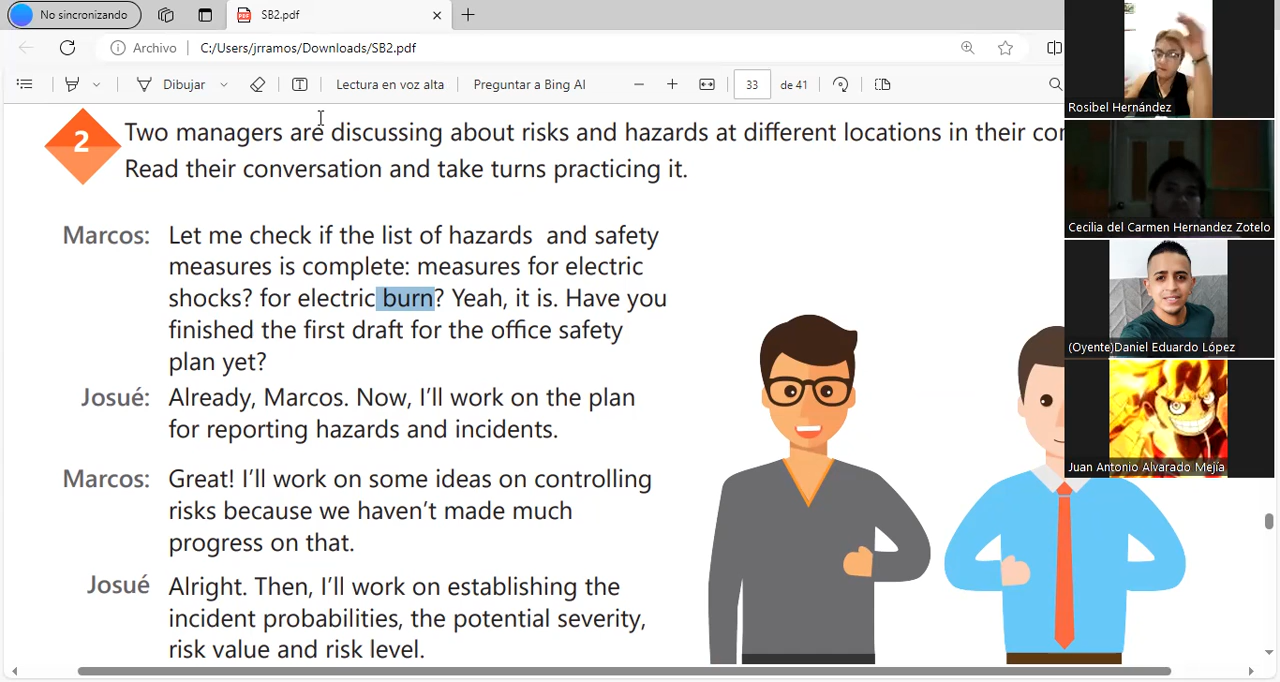 No sincronizando
SB2.pdf
Archivo
C:/Users/jrramos/Downloads/SB2.pdf
Dibujar
Lectura en voz alta
Preguntar a Bing AI
33
de 41
2
Two managers are discussing about risks and hazards at different locations in their
Read their conversation and take turns practicing it.
Marcos: Let me check if the list of hazards and safety
measures is complete: measures for electric
shocks? for electric burn? Yeah, it is. Have you
finished the first draft for the office safety
plan yet?
Josué: Already, Marcos. Now, I'll work on the plan
for reporting hazards and incidents.
Marcos: Great! I'll work on some ideas on controlling
risks because we haven't made much
progress on that.
Josué Alright. Then, I'll work on establishing the
incident probabilities, the potential severity,
risk value and risk level.
Rosibel Hernández
Cecilia del Carmen Hernandez Zotelo
(Oyente)Daniel Eduardo López
Juan Antonio Alvarado Mejía